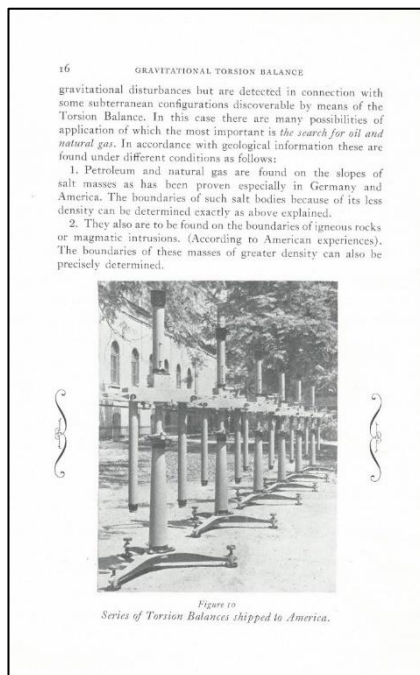 16 GRAVITATIONAL TORSION BALANCE
gravitational disturbances but are detected in connection with
some subterranean configurations discoverable by means of the
Torsion Balance. In this case there are many possibilities of
application of which the most important is the search for oil and
natural gas. In accordance with geological information these are
found under different conditions as follows:
1. Petroleum and natural gas are found on the slopes of
salt masses as has been proven especially in Germany and
America. The boundaries of such salt bodies because of its less
density can be determined exactly as above explained.
2. They also are to be found on the boundaries of igneous rocks
or magmatic intrusions. (According to American experiences).
The boundaries of these masses of greater density can also be
precisely determined.
Figure 10
Series of Torsion Balances shipped to America.